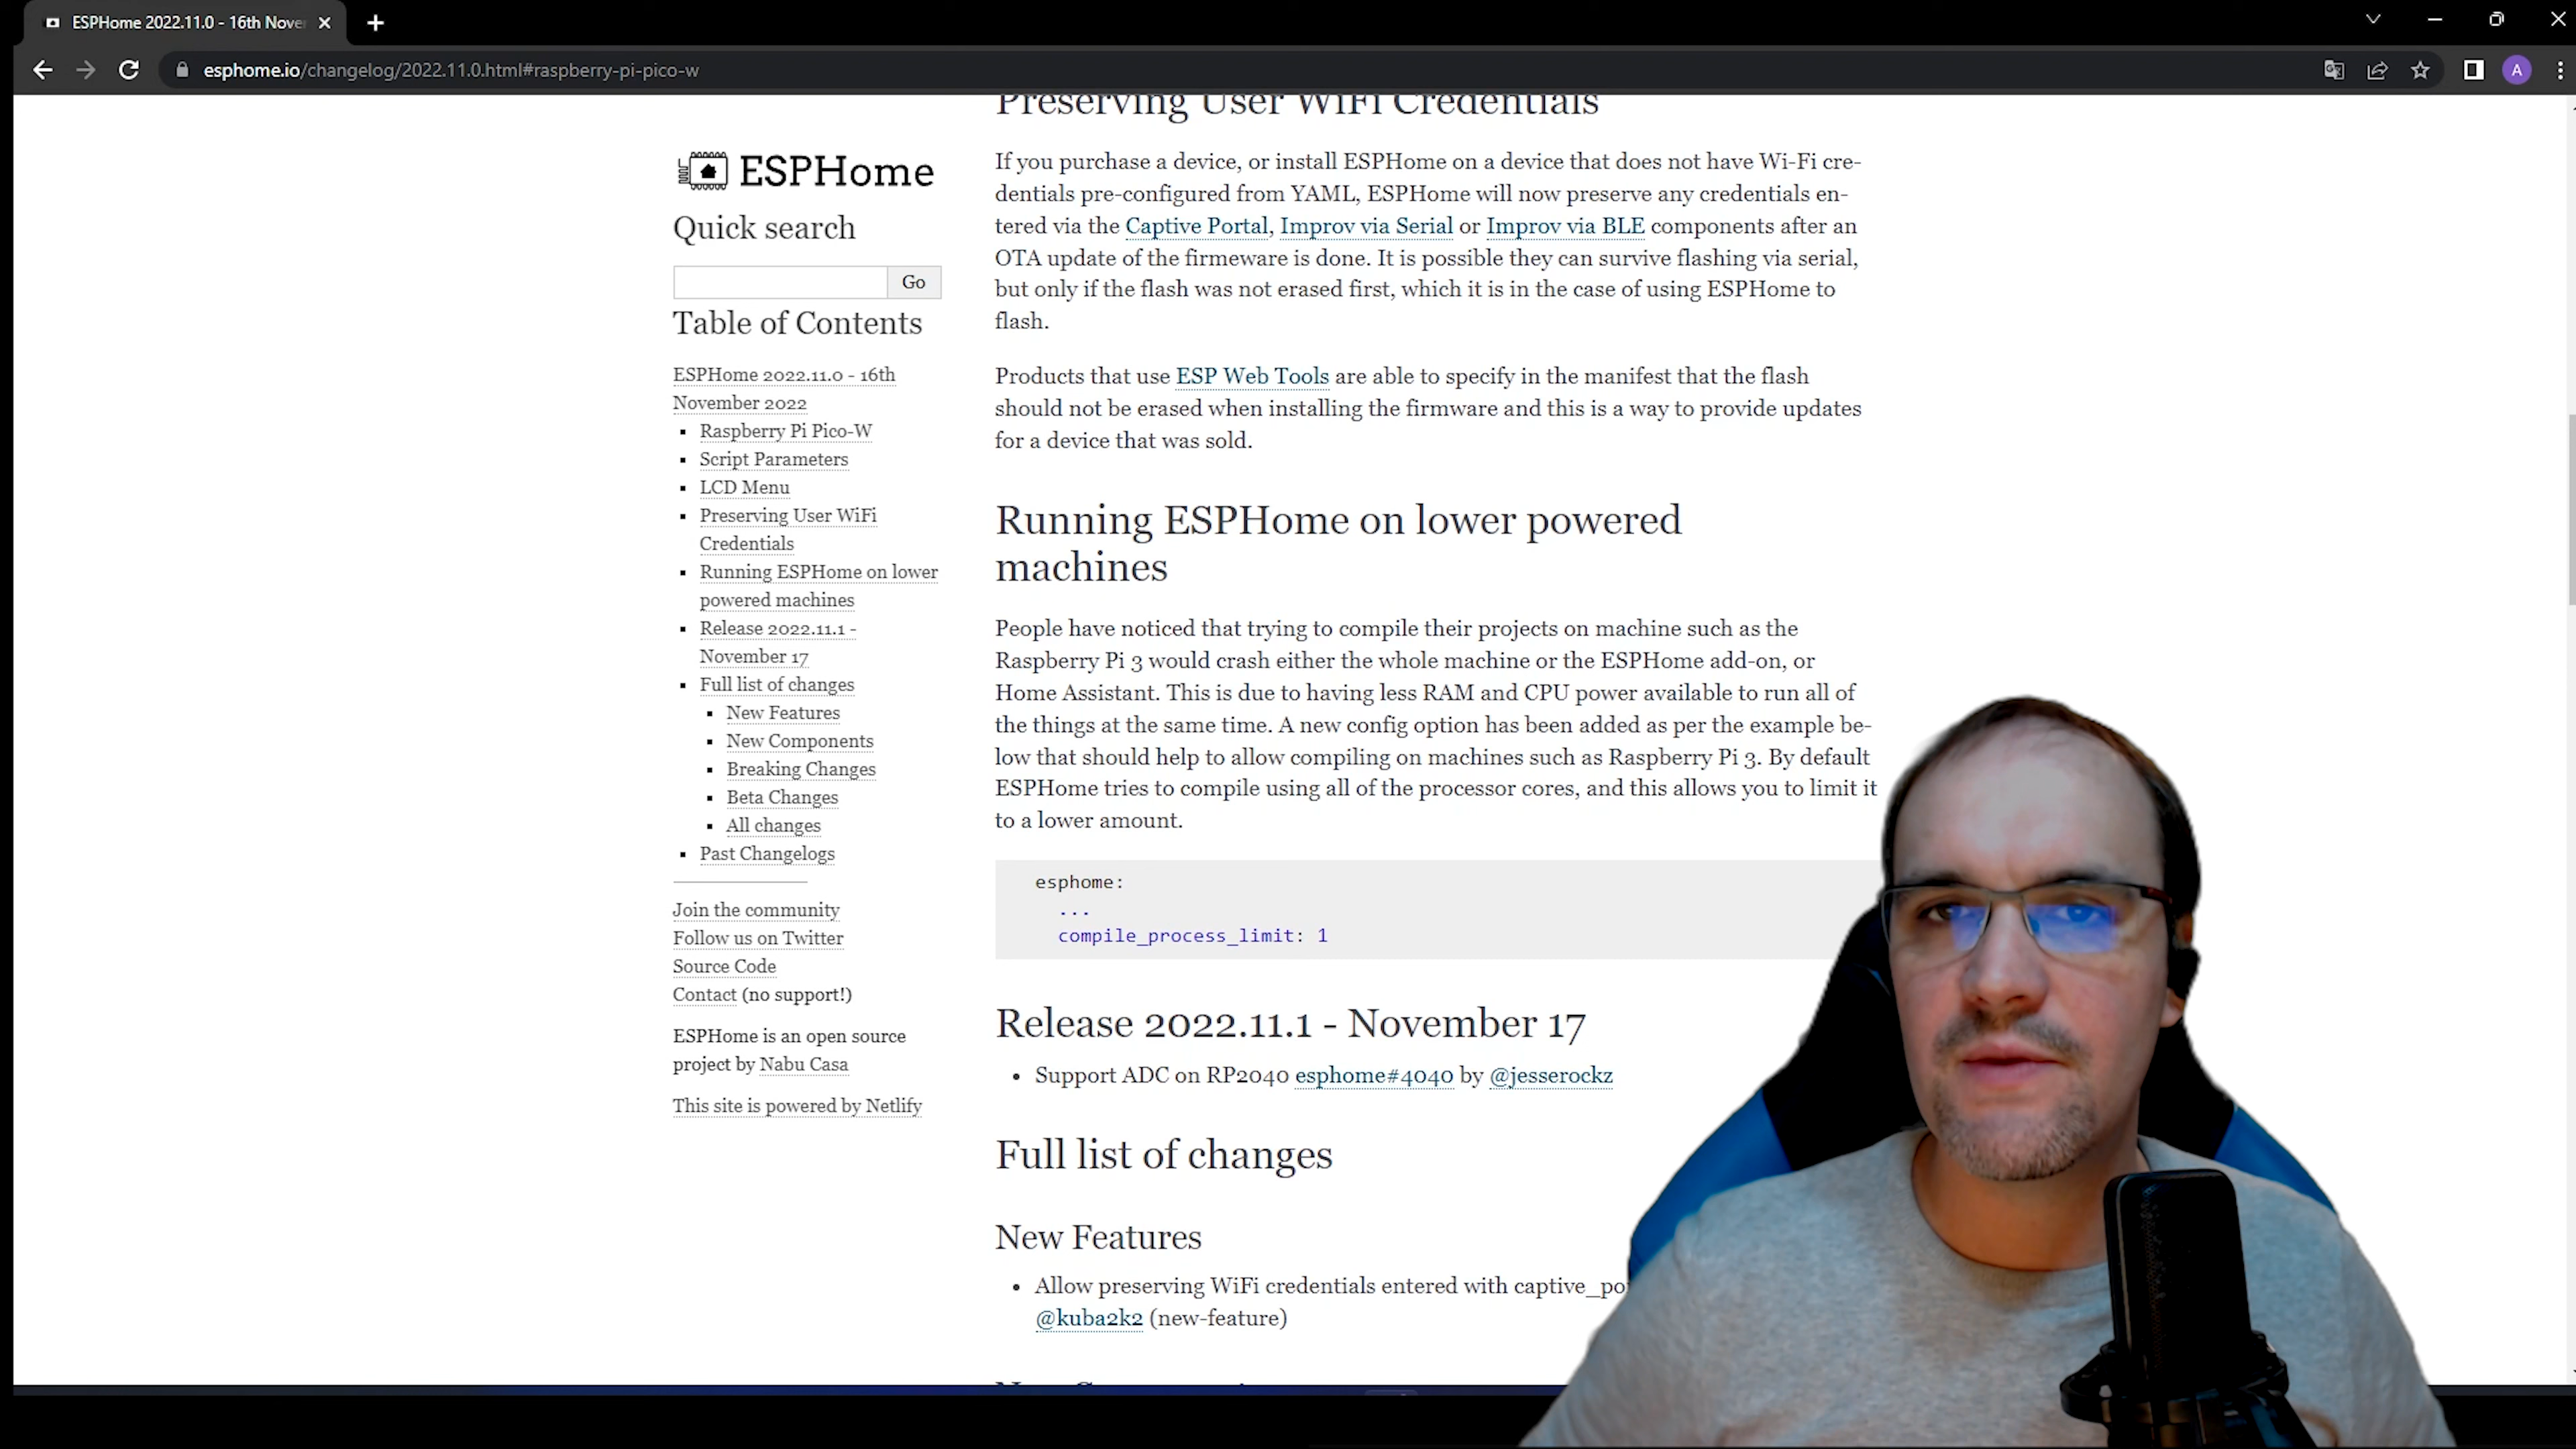 ESPHome 2022.11.0 - 16th Nove
esphome.io/changelog/2022.11.0.html#raspberry-pi-pico-w
A
ESPHome
Quick search
Go
Table of Contents
ESPHome 2022.11.0 - 16th
November 2022
Raspberry Pi Pico-W
Script Parameters
LCD Menu
Preserving User WiFi
Credentials
Running ESPHome on lower
powered machines
Release 2022.11.1 -
November 17
Full list of changes
New Features
New Components
Breaking Changes
Beta Changes
All changes
Past Changelogs
Join the community
Follow us on Twitter
Source Code
Contact (no support!)
ESPHome is an open source
project by Nabu Casa
This site is powered by Netlify
Preserving User WiFi Credentials
If you purchase a device, or install ESPHome on a device that does not have Wi-Fi cre-
dentials pre-configured from YAML, ESPHome will now preserve any credentials en-
tered via the Captive Portal, Improv via Serial or Improv via BLE components after an
OTA update of the firmeware is done. It is possible they can survive flashing via serial,
but only if the flash was not erased first, which it is in the case of using ESPHome to
flash.
Products that use ESP Web Tools are able to specify in the manifest that the flash
should not be erased when installing the firmware and this is a way to provide updates
for a device that was sold.
Running ESPHome on lower powered
machines
People have noticed that trying to compile their projects on machine such as the
Raspberry Pi 3 would crash either the whole machine or the ESPHome add-on, or
Home Assistant. This is due to having less RAM and CPU power available to run all of
the things at the same time. A new config option has been added as per the example be-
low that should help to allow compiling on machines such as Raspberry Pi 3. By default
ESPHome tries to compile using all of the processor cores, and this allows you to limit it
to a lower amount.
esphome:
...
compile_process_limit: 1
Release 2022.11.1 - November 17
Support ADC on RP2040 esphome#4040 by @jesserockz
Full list of changes
New Features
Allow preserving WiFi credentials entered with captive_po
@kuba2k2 (new-feature)